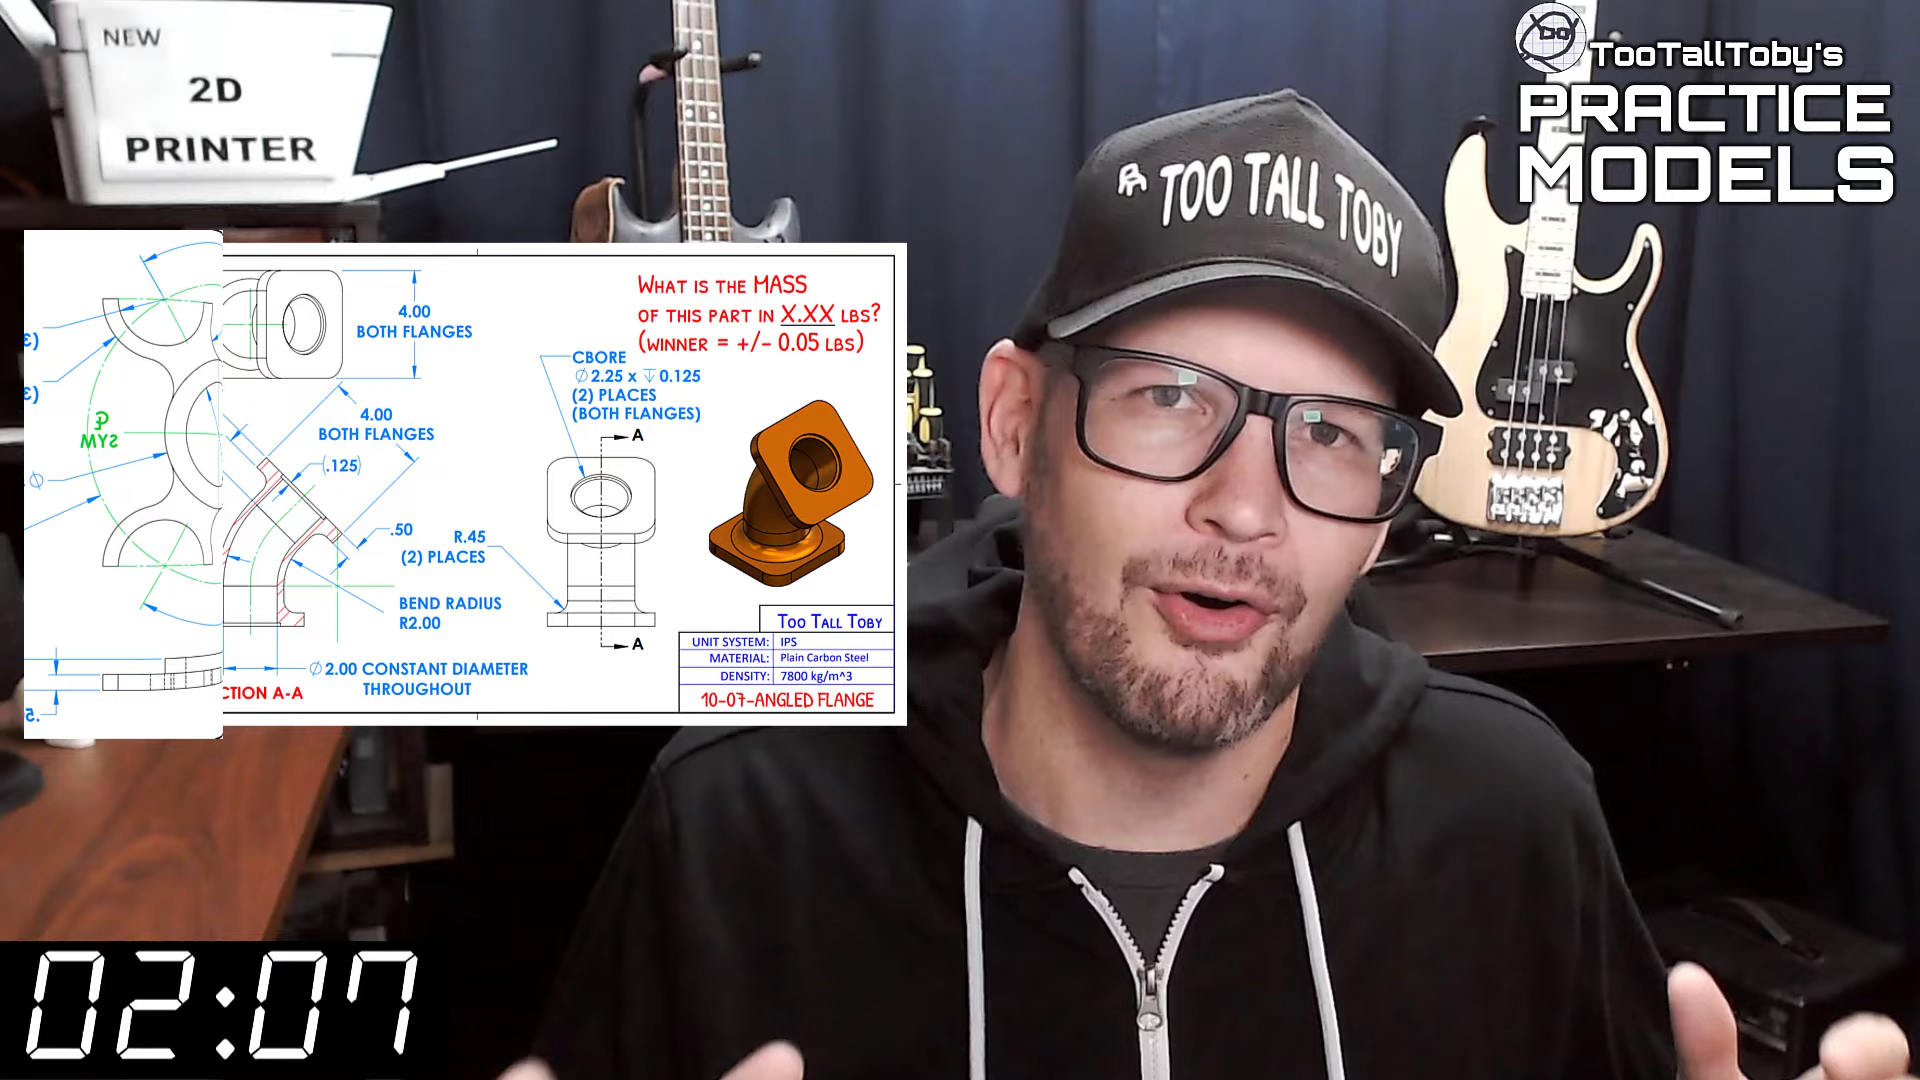 NEW
2D
PRINTER
TooTallToby's
PRACTICE
MODELS
TOO TALL TOBY
4.00
BOTH FLANGES
WHAT IS THE MASS
OF THIS PART IN X.XX LBS?
(WINNER = +/- 0.05 LBS)
CBORE
∅2.25 x ↧0.125
(2) PLACES
(BOTH FLANGES)
4.00
BOTH FLANGES
(.125)
A
.50
R.45
(2) PLACES
BEND RADIUS
R2.00
A
∅2.00 CONSTANT DIAMETER
THROUGHOUT
CTION A-A
TOO TALL TOBY
UNIT SYSTEM: IPS
MATERIAL: Plain Carbon Steel
DENSITY: 7800 kg/m^3
10-07-ANGLED FLANGE
SYM
02:07